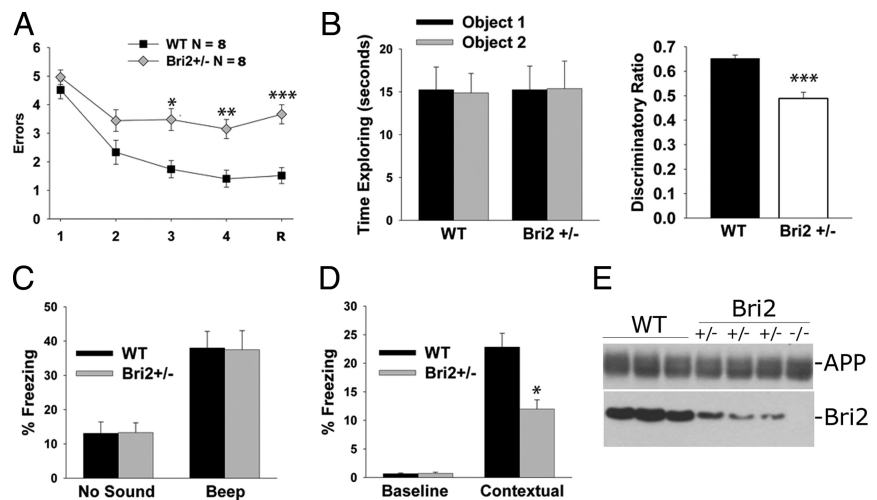 A
WT N = 8
Bri2+/- N = 8
Errors
6
5
4
3
2
1
0
*
**
***
1 2 3 4 R
B
Object 1
Object 2
Time Exploring (seconds)
20
15
10
5
0
WT Bri2 +/-
Discriminatory Ratio
0.7
0.6
0.5
0.4
0.3
0.2
0.1
0.0
***
WT Bri2 +/-
C
% Freezing
50
40
30
20
10
0
WT
Bri2+/-
No Sound Beep
D
% Freezing
30
25
20
15
10
5
0
WT
Bri2+/-
*
Baseline Contextual
E
Bri2
WT +/- +/- +/- -/-
-APP
-Bri2